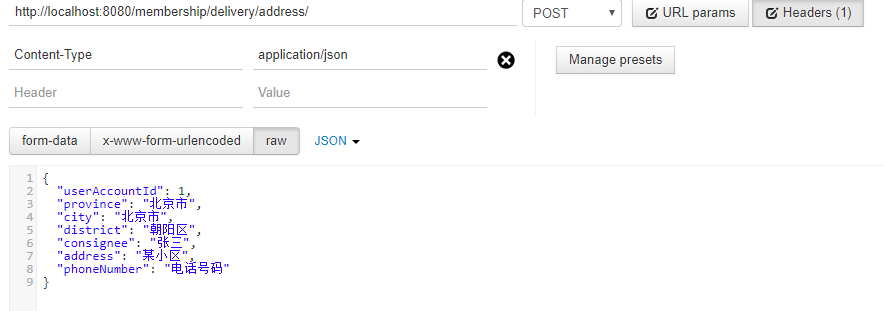 http://localhost:8080/membership/delivery/address/ POST URL params Headers (1)
Content-Type application/json Manage presets
Header Value
form-data x-www-form-urlencoded raw JSON
1 {
2 "userAccountId": 1,
3 "province": "北京市",
4 "city": "北京市",
5 "district": "朝阳区",
6 "consignee": "张三",
7 "address": "某小区",
8 "phoneNumber": "电话号码"
9 }